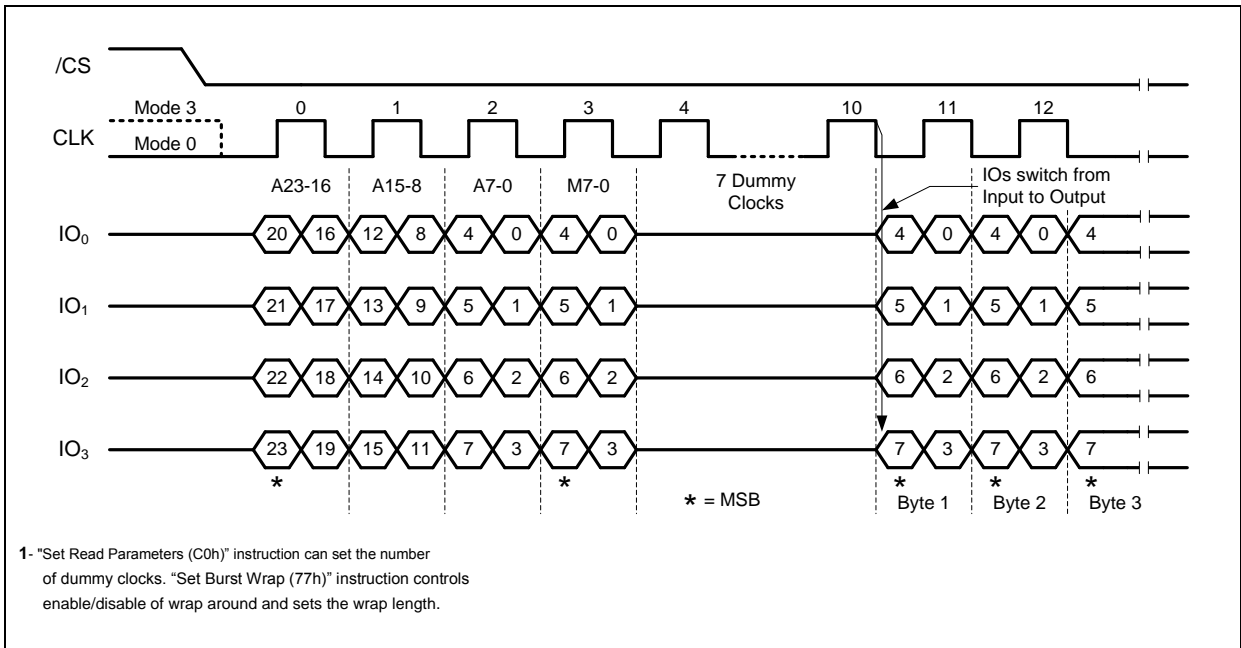 /CS
Mode 3 0 1 2 3 4 10 11 12
CLK Mode 0
A23-16 A15-8 A7-0 M7-0 7 Dummy
Clocks
IOs switch from
Input to Output
IO0 20 16 12 8 4 0 4 0 4 0 4 0 4
IO1 21 17 13 9 5 1 5 1 5 1 5 1 5
IO2 22 18 14 10 6 2 6 2 6 2 6 2 6
IO3 23 19 15 11 7 3 7 3 7 3 7 3 7
* * * * *
* = MSB Byte 1 Byte 2 Byte 3
1- "Set Read Parameters (C0h)” instruction can set the number
of dummy clocks. “Set Burst Wrap (77h)” instruction controls
enable/disable of wrap around and sets the wrap length.